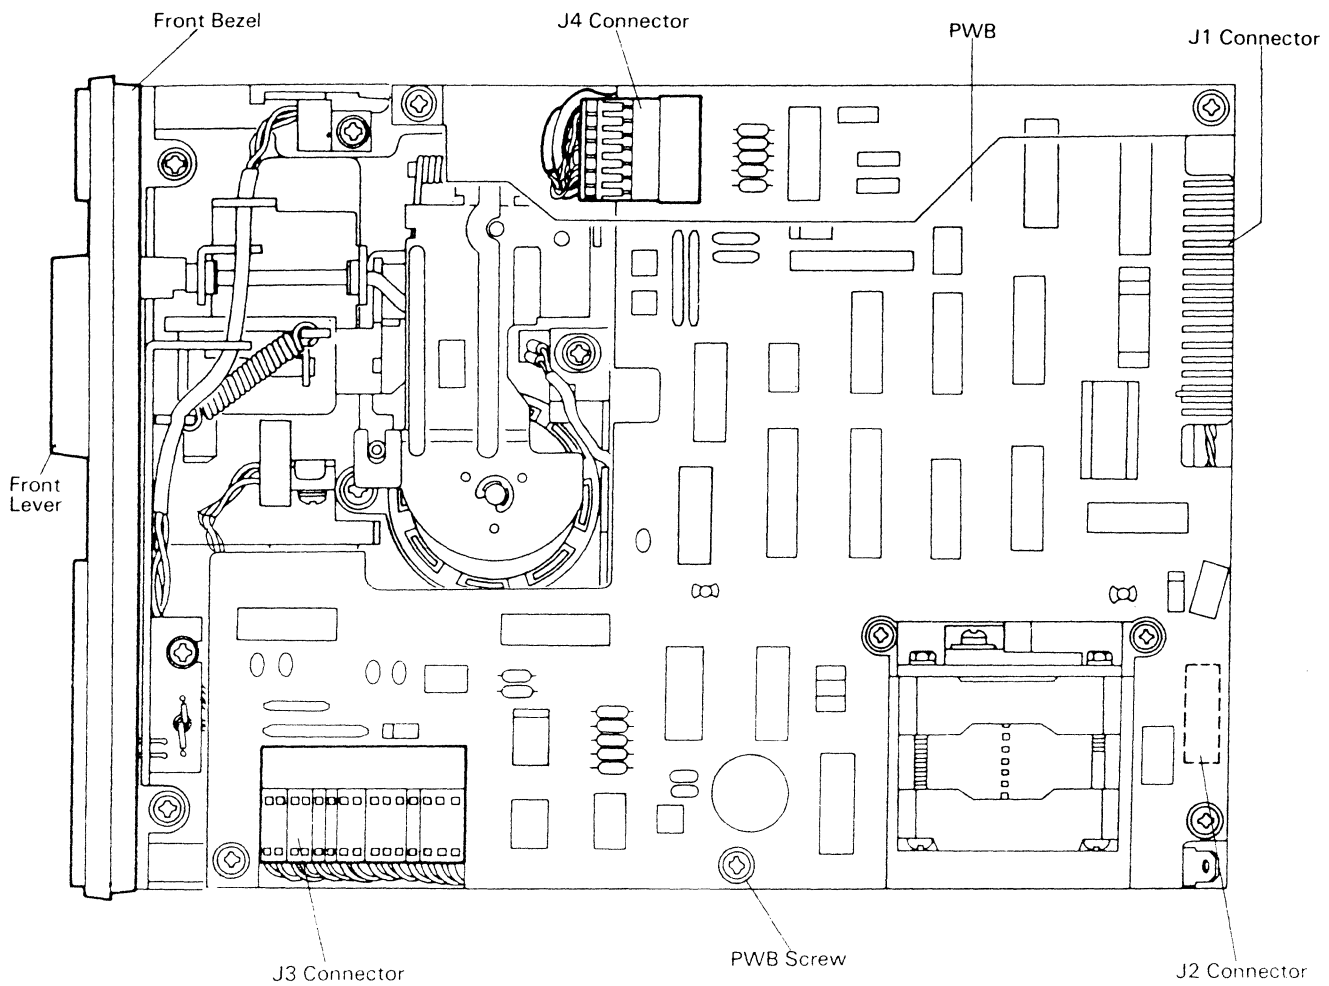 Front Bezel
J4 Connector
PWB
J1 Connector
Front
Lever
J3 Connector
PWB Screw
J2 Connector